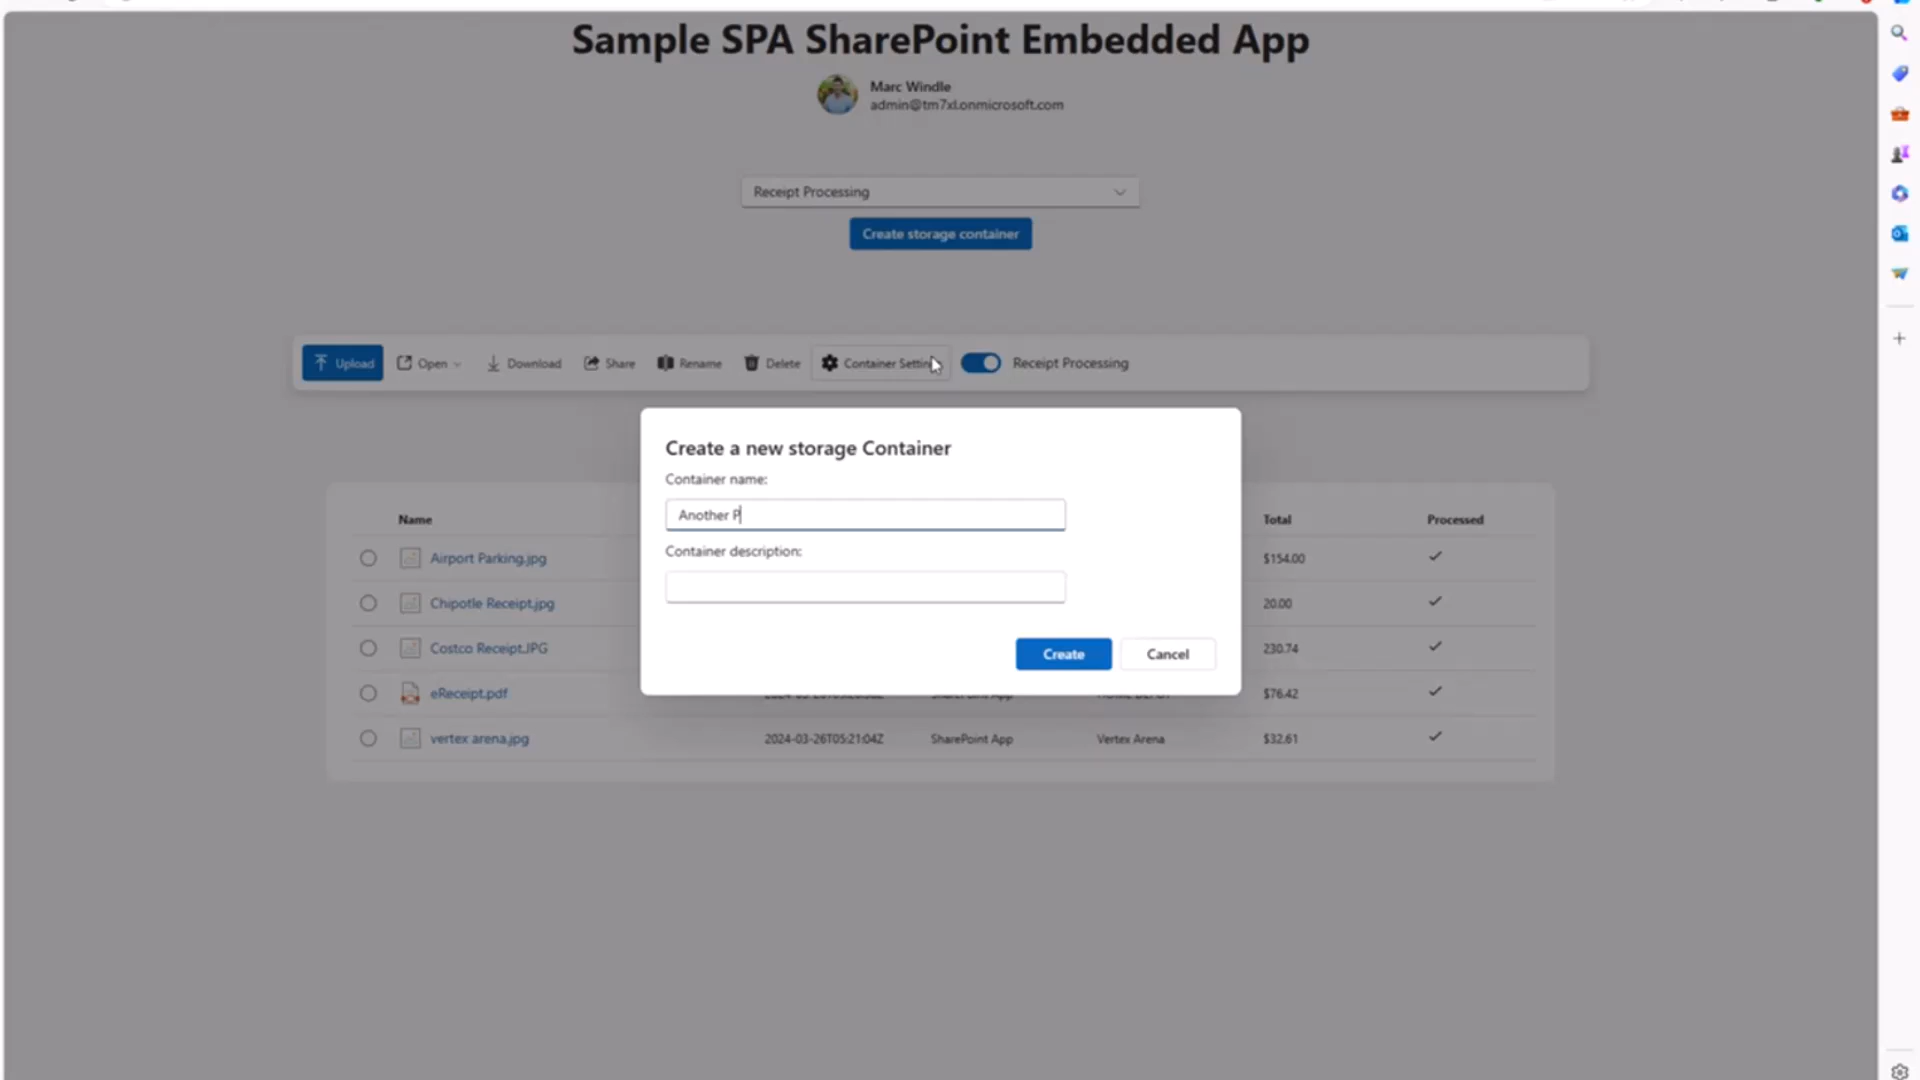 Sample SPA SharePoint Embedded App
Marc Windle
admin@tm7xl.onmicrosoft.com
Receipt Processing
Create storage container
Upload Open Download Share Rename Delete Container Settin Receipt Processing
Create a new storage Container
Container name:
Another P
Container description:
Create Cancel
Name Total Processed
Airport Parking.jpg $154.00
Chipotle Receipt.jpg 20.00
Costco Receipt.JPG 230.74
eReceipt.pdf $76.42
vertex arena.jpg 2024-03-26T05:21:04Z SharePoint App Vertex Arena $32.61